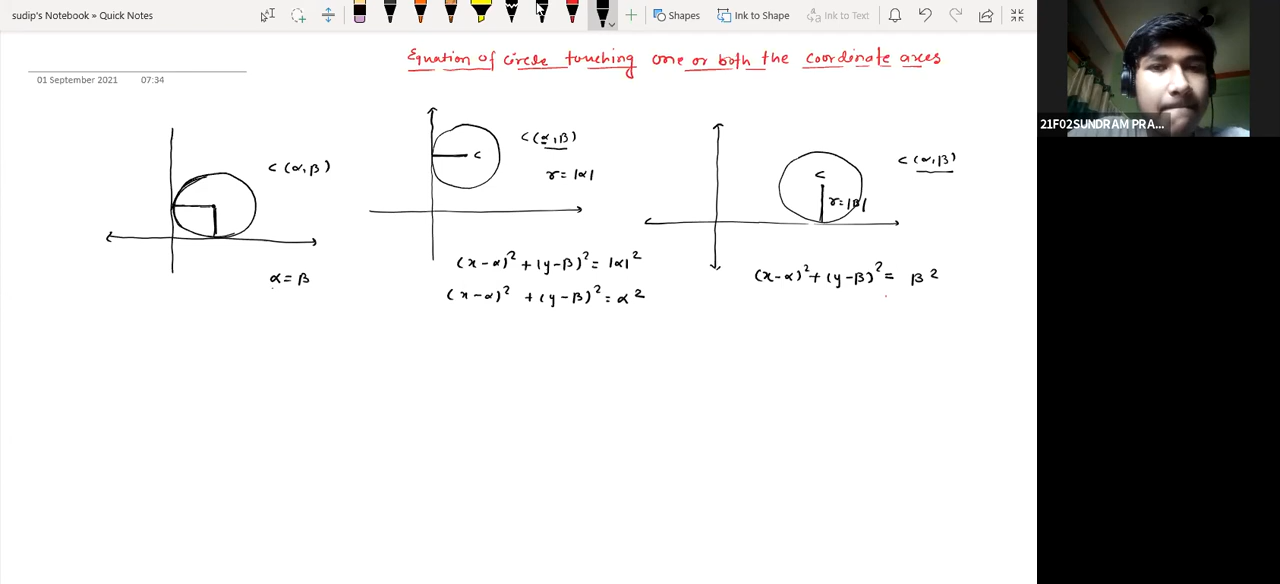 sudip's Notebook » Quick Notes
Shapes
Ink to Shape
Ink to Text
Equation of circle touching one or both the coordinate axes
01 September 2021 07:34
21F02SUNDRAM PRA...
C (α, β)
α = β
C (α, β)
C
r = |α|
(x-α)² + (y-β)² = |α|²
(x-α)² + (y-β)² = α²
C (α, β)
C
r = |β|
(x-α)² + (y-β)² = β²